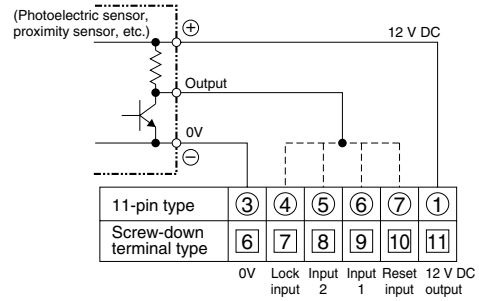 (Photoelectric sensor,
proximity sensor, etc.)
+
12 V DC
Output
0V
−
11-pin type 3 4 5 6 7 1
Screw-down
terminal type 6 7 8 9 10 11
0V Lock input Input 2 Input 1 Reset input 12 V DC output